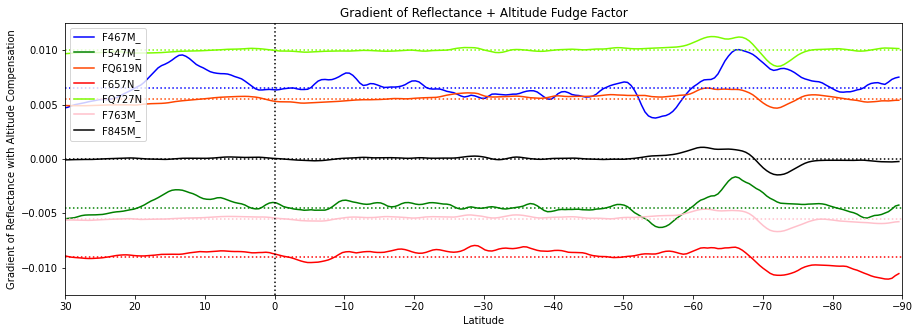 Gradient of Reflectance + Altitude Fudge Factor
Gradient of Reflectance with Altitude Compensation
0.010
0.005
0.000
−0.005
−0.010
F467M_
F547M_
FQ619N
F657N_
FQ727N
F763M_
F845M_
30 20 10 0 −10 −20 −30 −40 −50 −60 −70 −80 −90
Latitude